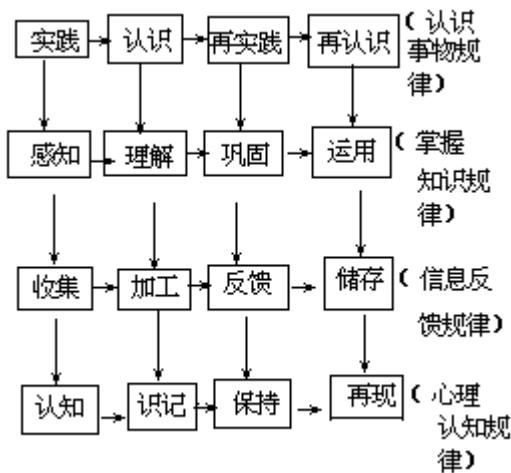 实践 认识 再实践 再认识 (认识
事物规
律)
感知 理解 巩固 运用 (掌握
知识规
律)
收集 加工 反馈 储存 (信息反
馈规律)
认知 识记 保持 再现 (心理
认知规
律)